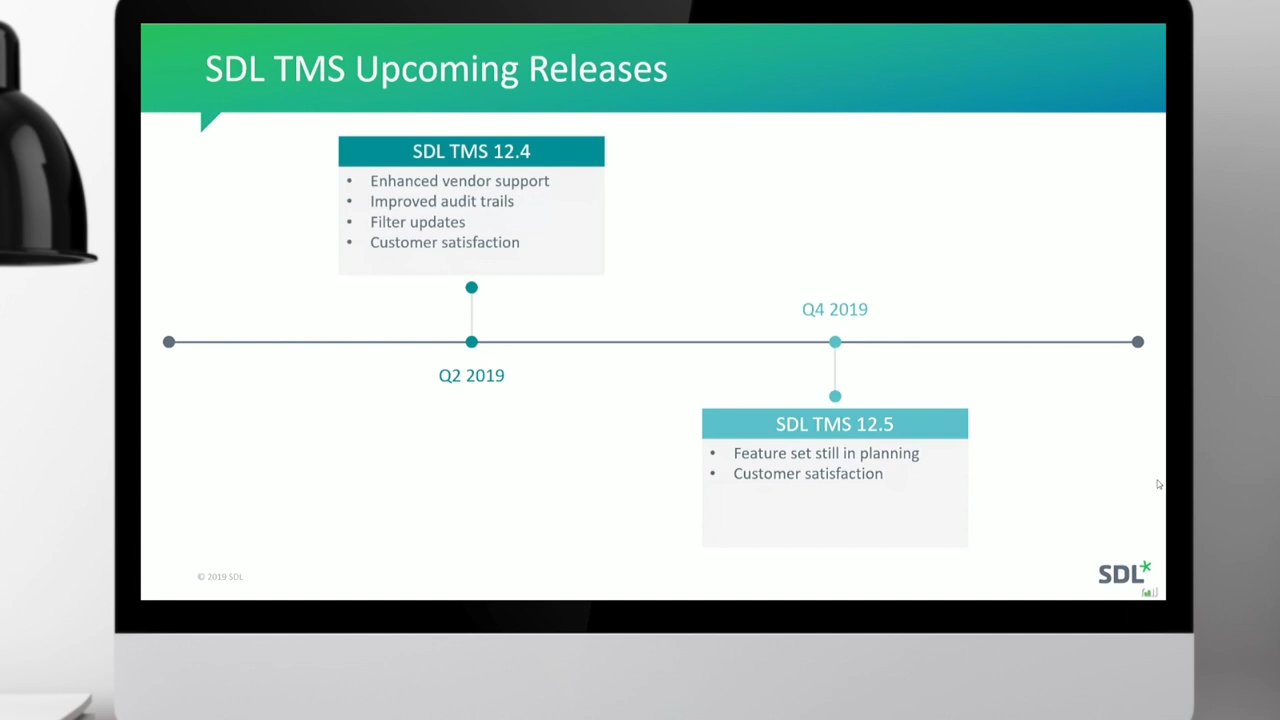 SDL TMS Upcoming Releases
SDL TMS 12.4
• Enhanced vendor support
• Improved audit trails
• Filter updates
• Customer satisfaction
Q4 2019
Q2 2019
SDL TMS 12.5
• Feature set still in planning
• Customer satisfaction
© 2019 SDL
SDL*